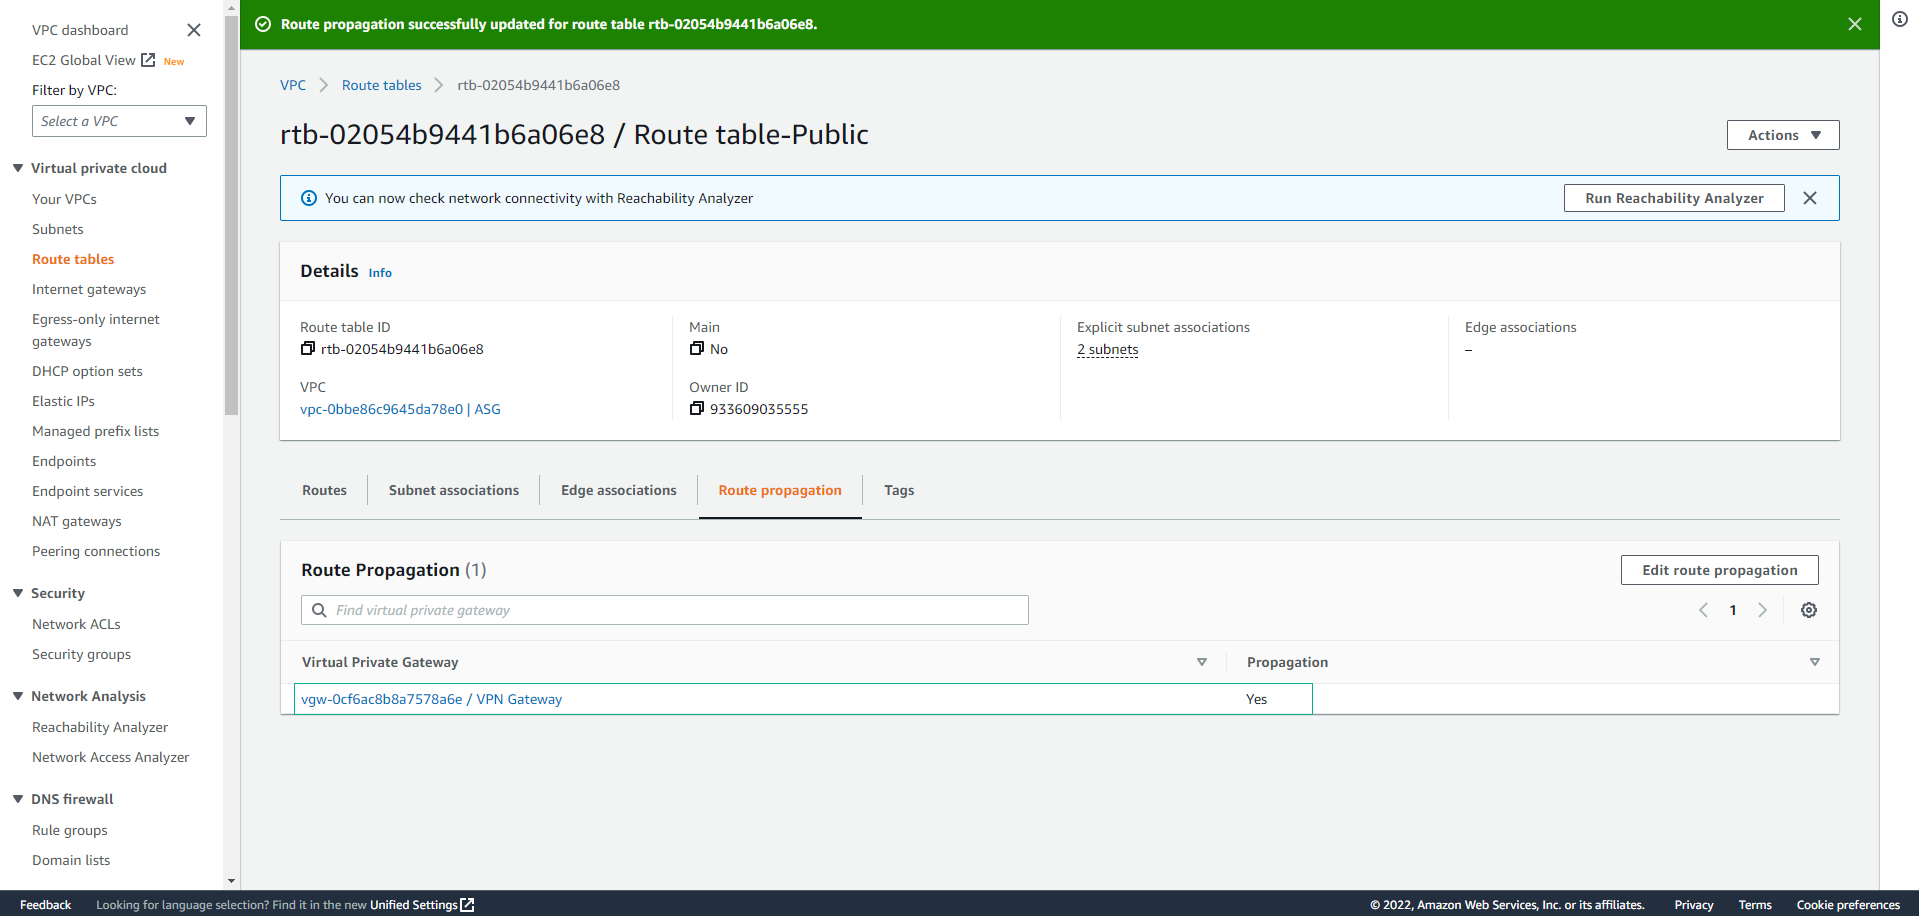 VPC dashboard
EC2 Global View New
Filter by VPC:
Select a VPC
Virtual private cloud
Your VPCs
Subnets
Route tables
Internet gateways
Egress-only internet
gateways
DHCP option sets
Elastic IPs
Managed prefix lists
Endpoints
Endpoint services
NAT gateways
Peering connections
Security
Network ACLs
Security groups
Network Analysis
Reachability Analyzer
Network Access Analyzer
DNS firewall
Rule groups
Domain lists
Route propagation successfully updated for route table rtb-02054b9441b6a06e8.
VPC Route tables rtb-02054b9441b6a06e8
rtb-02054b9441b6a06e8 / Route table-Public
Actions
You can now check network connectivity with Reachability Analyzer
Run Reachability Analyzer
Details Info
Route table ID
rtb-02054b9441b6a06e8
Main
No
Explicit subnet associations
2 subnets
Edge associations
–
VPC
vpc-0bbe86c9645da78e0 | ASG
Owner ID
933609035555
Routes Subnet associations Edge associations Route propagation Tags
Route Propagation (1)
Edit route propagation
Find virtual private gateway
1
Virtual Private Gateway Propagation
vgw-0cf6ac8b8a7578a6e / VPN Gateway Yes
Feedback Looking for language selection? Find it in the new Unified Settings © 2022, Amazon Web Services, Inc. or its affiliates. Privacy Terms Cookie preferences